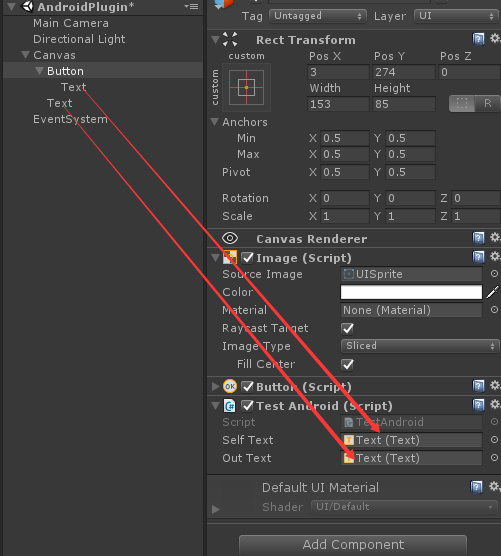 AndroidPlugin*
Main Camera
Directional Light
Canvas
Button
Text
Text
EventSystem
Tag Untagged Layer UI
Rect Transform
custom Pos X Pos Y Pos Z
custom 3 274 0
Width Height
153 85 R
Anchors
Min X 0.5 Y 0.5
Max X 0.5 Y 0.5
Pivot X 0.5 Y 0.5
Rotation X 0 Y 0 Z 0
Scale X 1 Y 1 Z 1
Canvas Renderer
Image (Script)
Source Image UISprite
Color
Material None (Material)
Raycast Target
Image Type Sliced
Fill Center
OK Button (Script)
Test Android (Script)
Script TestAndroid
Self Text Text (Text)
Out Text Text (Text)
Default UI Material
Shader UI/Default
Add Component